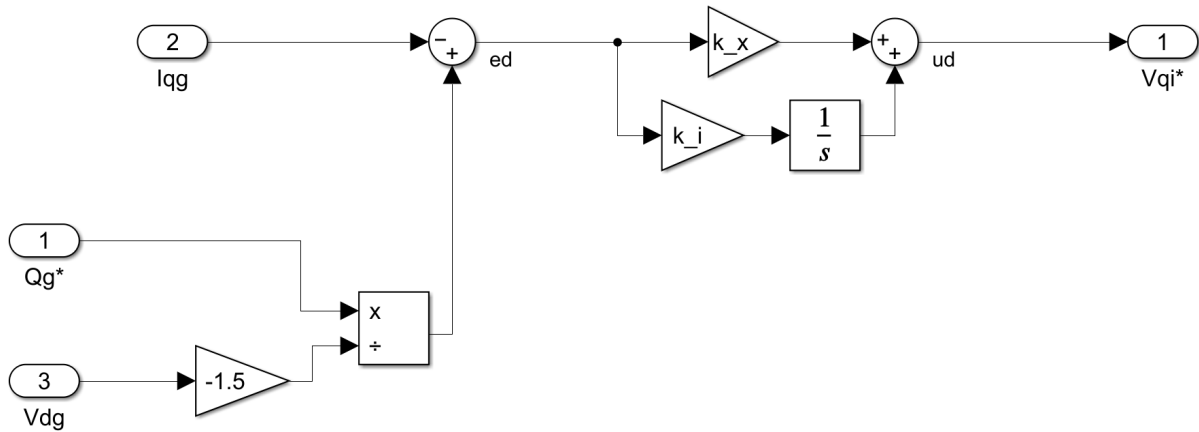 2
Iqg
−
+
ed
k_x
+
+
ud
1
Vqi*
k_i
1
s
1
Qg*
x
÷
3
Vdg
-1.5